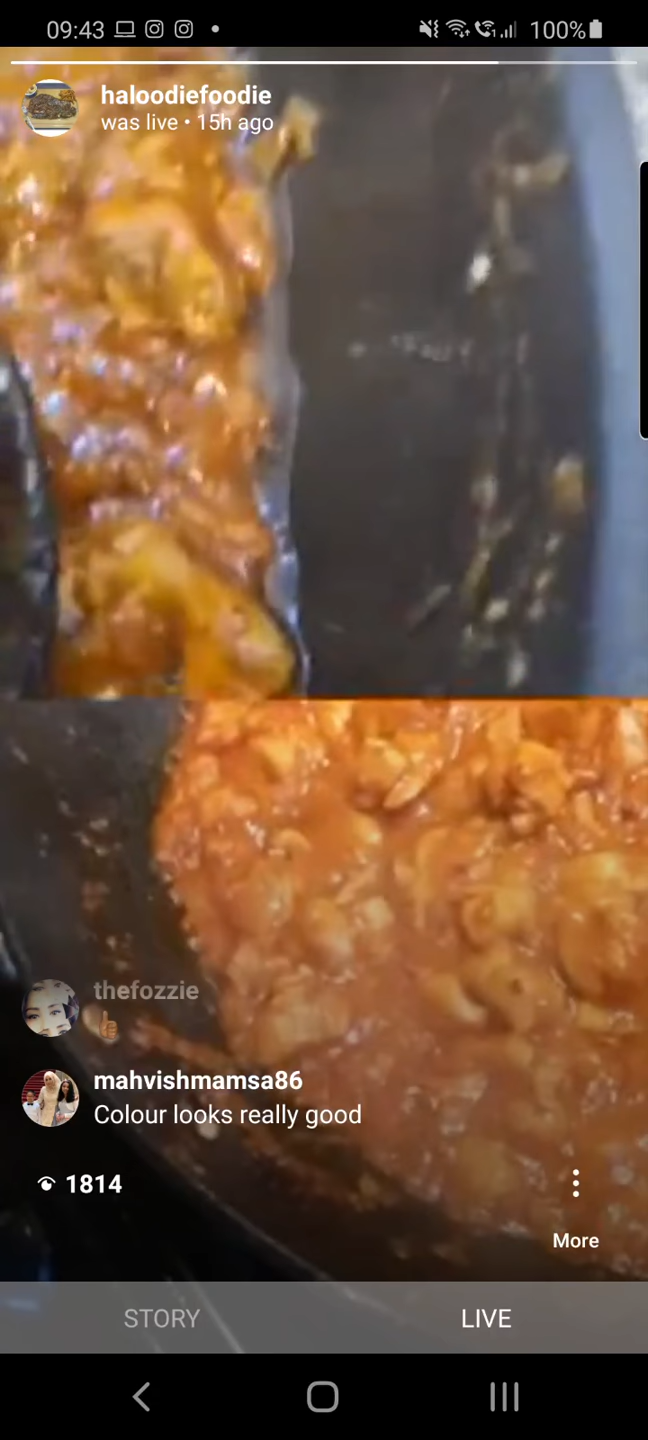 09:43
100%
haloodiefoodie
was live • 15h ago
thefozzie
mahvishmamsa86
Colour looks really good
1814
More
STORY
LIVE